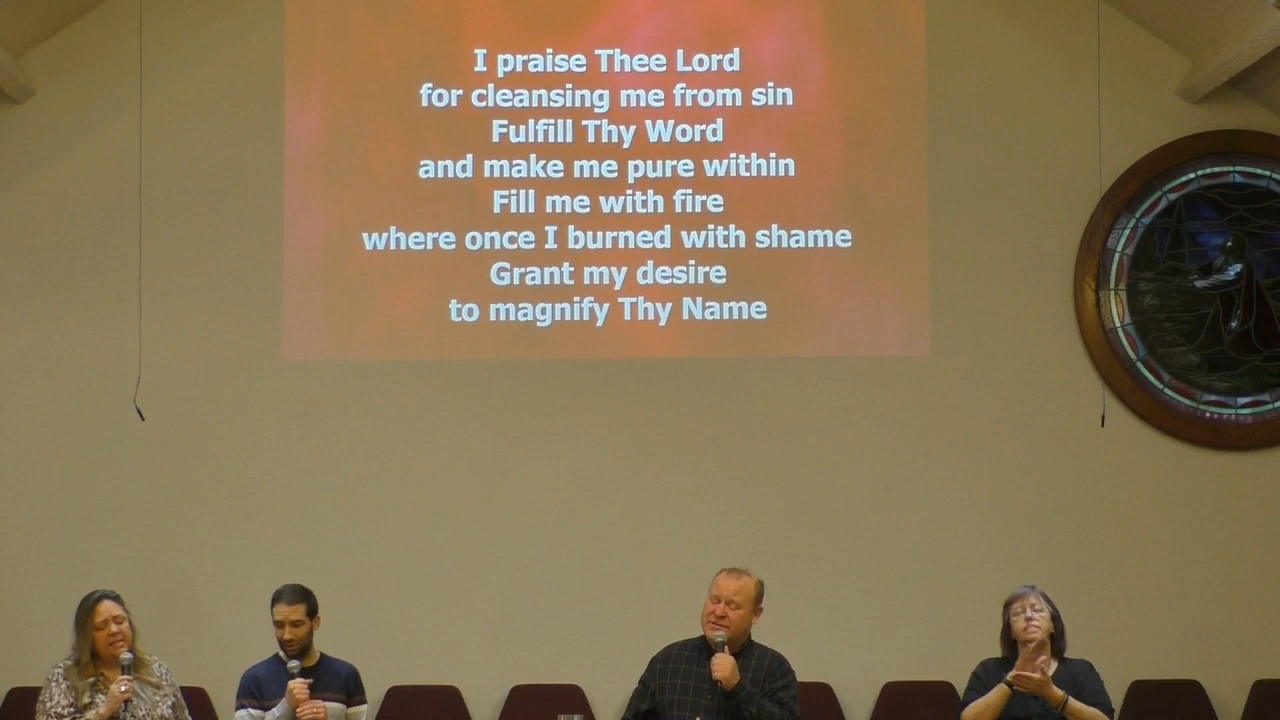 I praise Thee Lord
for cleansing me from sin
Fulfill Thy Word
and make me pure within
Fill me with fire
where once I burned with shame
Grant my desire
to magnify Thy Name